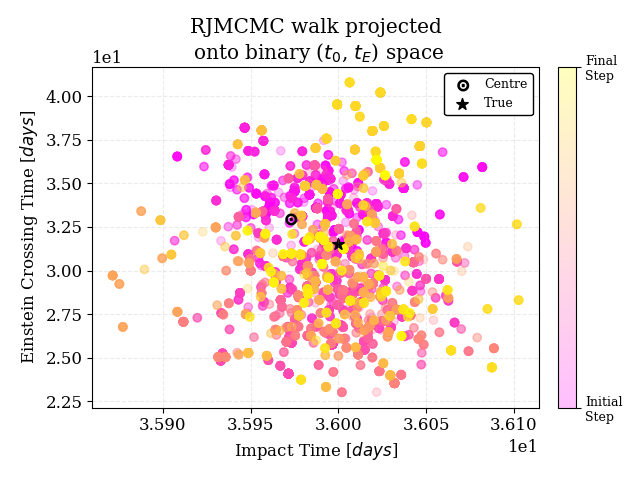 RJMCMC walk projected
onto binary (t₀, t_E) space
1e1
Centre
True
Final
Step
4.00
3.75
3.50
3.25
3.00
2.75
2.50
2.25
Einstein Crossing Time [days]
Initial
Step
3.590
3.595
3.600
3.605
3.610
1e1
Impact Time [days]